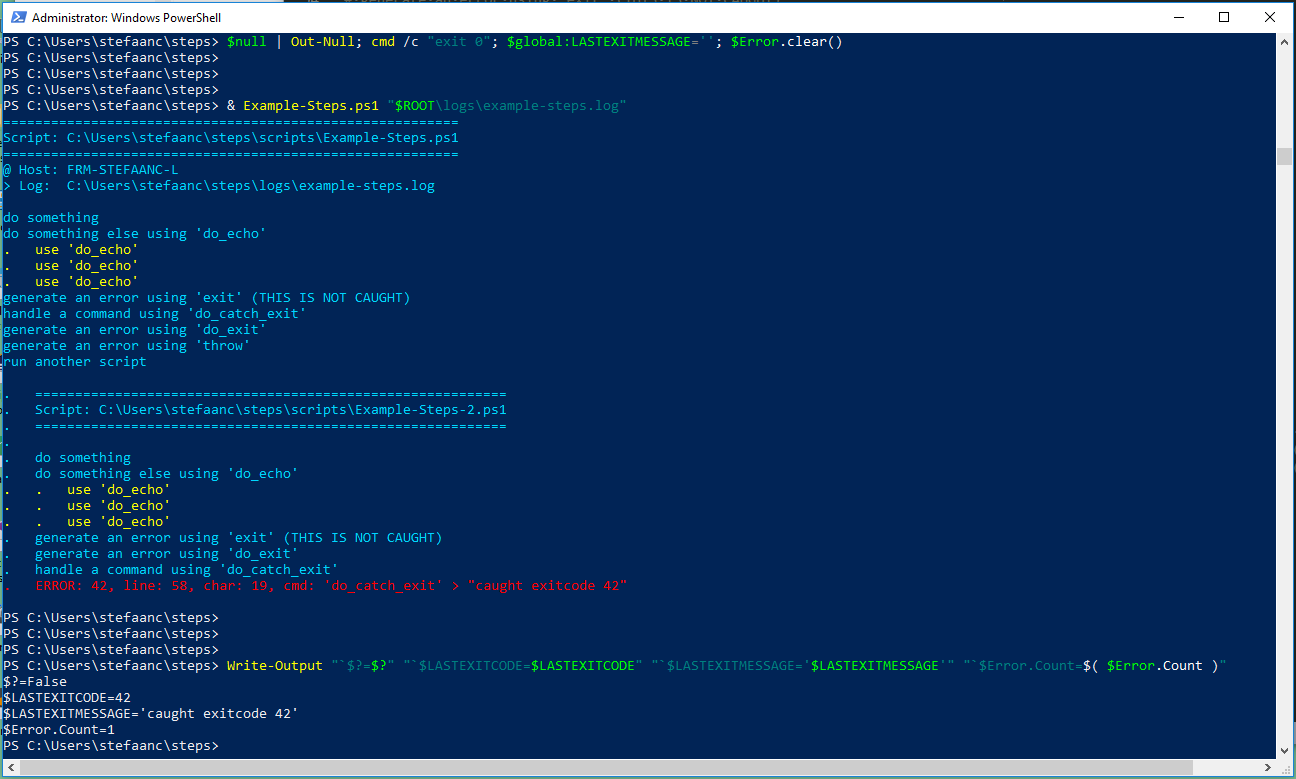 Administrator: Windows PowerShell
PS C:\Users\stefaanc\steps> $null | Out-Null; cmd /c "exit 0"; $global:LASTEXITMESSAGE=''; $Error.clear()
PS C:\Users\stefaanc\steps>
PS C:\Users\stefaanc\steps>
PS C:\Users\stefaanc\steps>
PS C:\Users\stefaanc\steps> & Example-Steps.ps1 "$ROOT\logs\example-steps.log"
=========================================================
Script: C:\Users\stefaanc\steps\scripts\Example-Steps.ps1
=========================================================
@ Host: FRM-STEFAANC-L
> Log:  C:\Users\stefaanc\steps\logs\example-steps.log
do something
do something else using 'do_echo'
.   use 'do_echo'
.   use 'do_echo'
.   use 'do_echo'
generate an error using 'exit' (THIS IS NOT CAUGHT)
handle a command using 'do_catch_exit'
generate an error using 'do_exit'
generate an error using 'throw'
run another script
.
.   ===========================================================
.   Script: C:\Users\stefaanc\steps\scripts\Example-Steps-2.ps1
.   ===========================================================
.
.   do something
.   do something else using 'do_echo'
.   .   use 'do_echo'
.   .   use 'do_echo'
.   .   use 'do_echo'
.   generate an error using 'exit' (THIS IS NOT CAUGHT)
.   generate an error using 'do_exit'
.   handle a command using 'do_catch_exit'
.   ERROR: 42, line: 58, char: 19, cmd: 'do_catch_exit' > "caught exitcode 42"
PS C:\Users\stefaanc\steps>
PS C:\Users\stefaanc\steps>
PS C:\Users\stefaanc\steps>
PS C:\Users\stefaanc\steps> Write-Output "`$?=$?" "`$LASTEXITCODE=$LASTEXITCODE" "`$LASTEXITMESSAGE='$LASTEXITMESSAGE'" "`$Error.Count=$( $Error.Count )"
$?=False
$LASTEXITCODE=42
$LASTEXITMESSAGE='caught exitcode 42'
$Error.Count=1
PS C:\Users\stefaanc\steps>